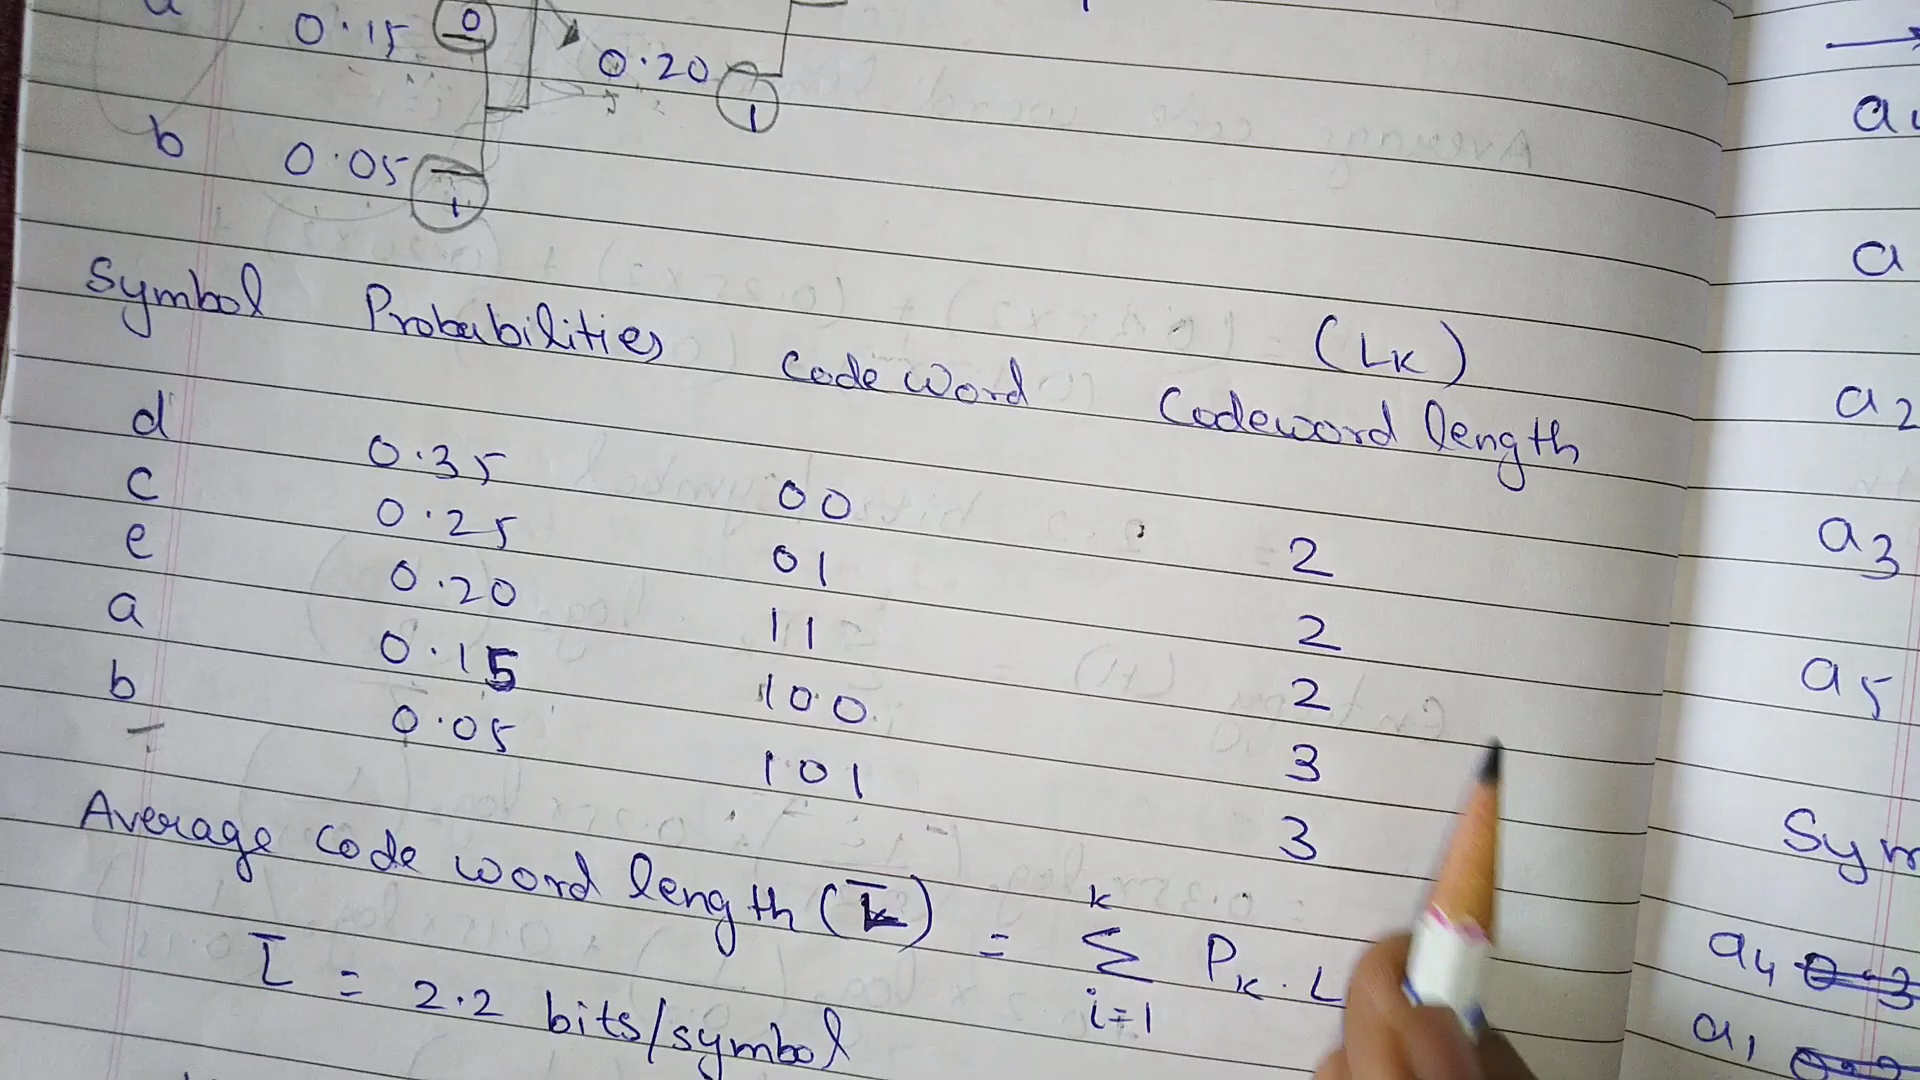 a 0.15 0
0.20 1
b 0.05 1
Symbol Probabilities Code Word (LK) Codeword length
d 0.35 00 2
c 0.25 01 2
e 0.20 11 2
a 0.15 100 3
b 0.05 101 3
Average code word length (L̅) = k Σ i=1 PK . L
L̅ = 2.2 bits/symbol
a
a2
a3
a5
Sym
a4
a1